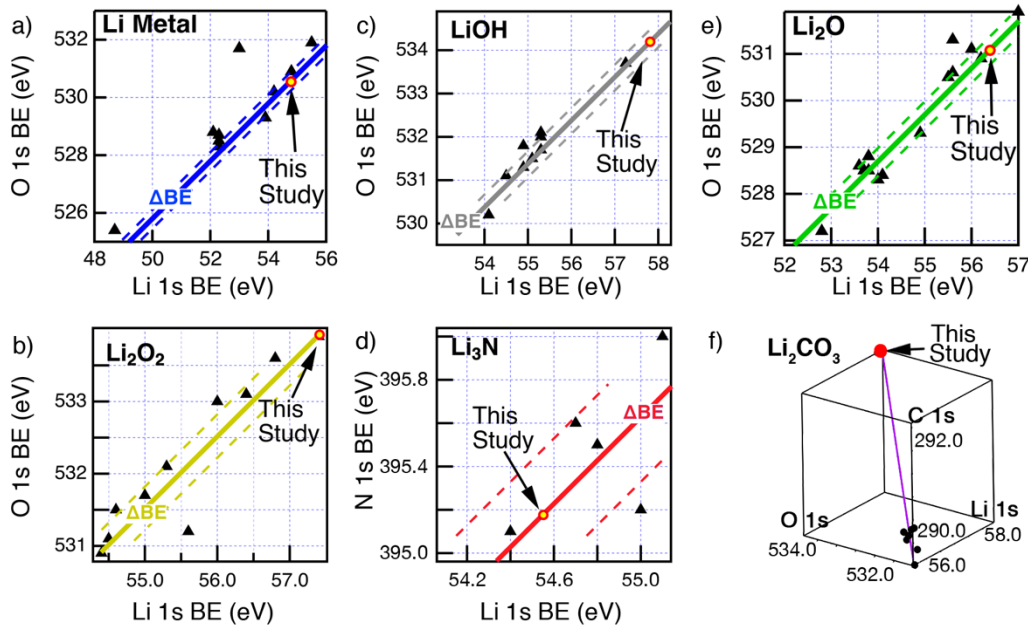 a)
Li Metal
532
530
528
526
O 1s BE (eV)
ΔBE
This
Study
48
50
52
54
56
Li 1s BE (eV)
c)
LiOH
534
533
532
531
530
O 1s BE (eV)
ΔBE
This
Study
54
55
56
57
58
Li 1s BE (eV)
e)
Li₂O
531
530
529
528
527
O 1s BE (eV)
ΔBE
This
Study
52
53
54
55
56
57
Li 1s BE (eV)
b)
Li₂O₂
533
532
531
O 1s BE (eV)
ΔBE
This
Study
55.0
56.0
57.0
Li 1s BE (eV)
d)
Li₃N
395.8
395.4
395.0
N 1s BE (eV)
ΔBE
This
Study
54.2
54.6
55.0
Li 1s BE (eV)
f)
Li₂CO₃
This
Study
C 1s
292.0
O 1s
Li 1s
290.0
58.0
534.0
532.0
56.0